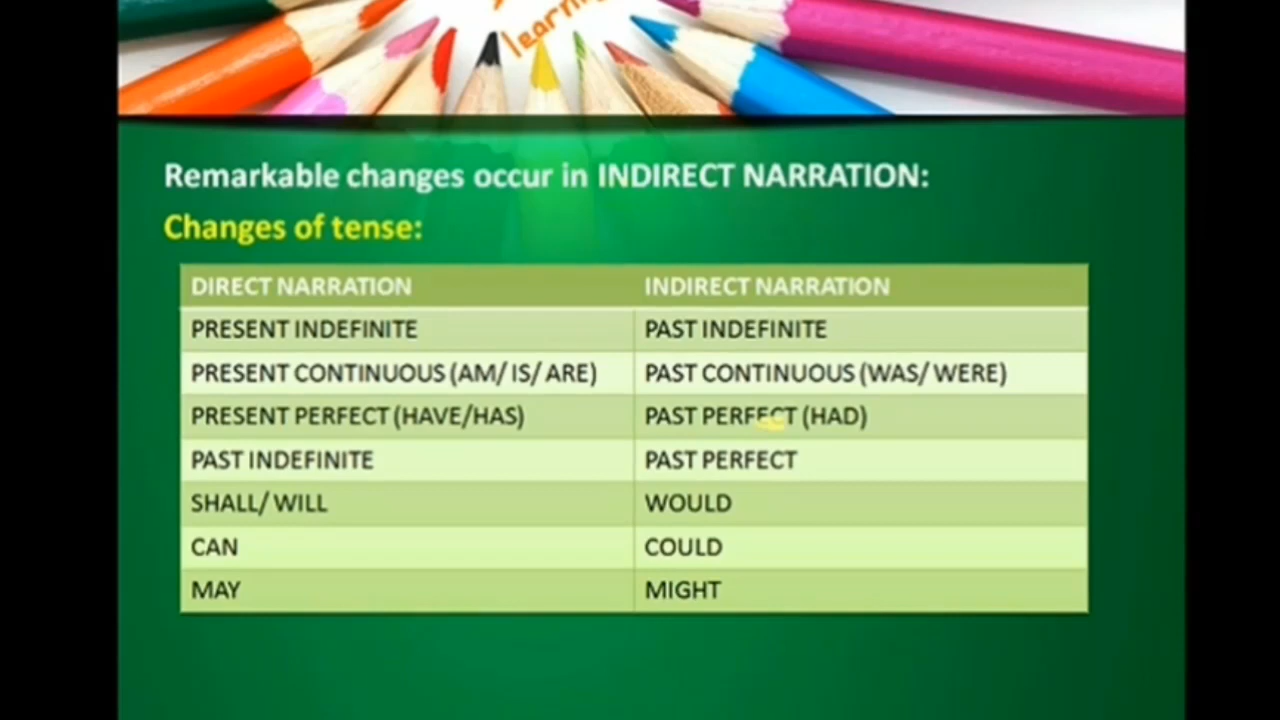 learning
Remarkable changes occur in INDIRECT NARRATION:
Changes of tense:
DIRECT NARRATION INDIRECT NARRATION
PRESENT INDEFINITE PAST INDEFINITE
PRESENT CONTINUOUS (AM/ IS/ ARE) PAST CONTINUOUS (WAS/ WERE)
PRESENT PERFECT (HAVE/HAS) PAST PERFECT (HAD)
PAST INDEFINITE PAST PERFECT
SHALL/ WILL WOULD
CAN COULD
MAY MIGHT